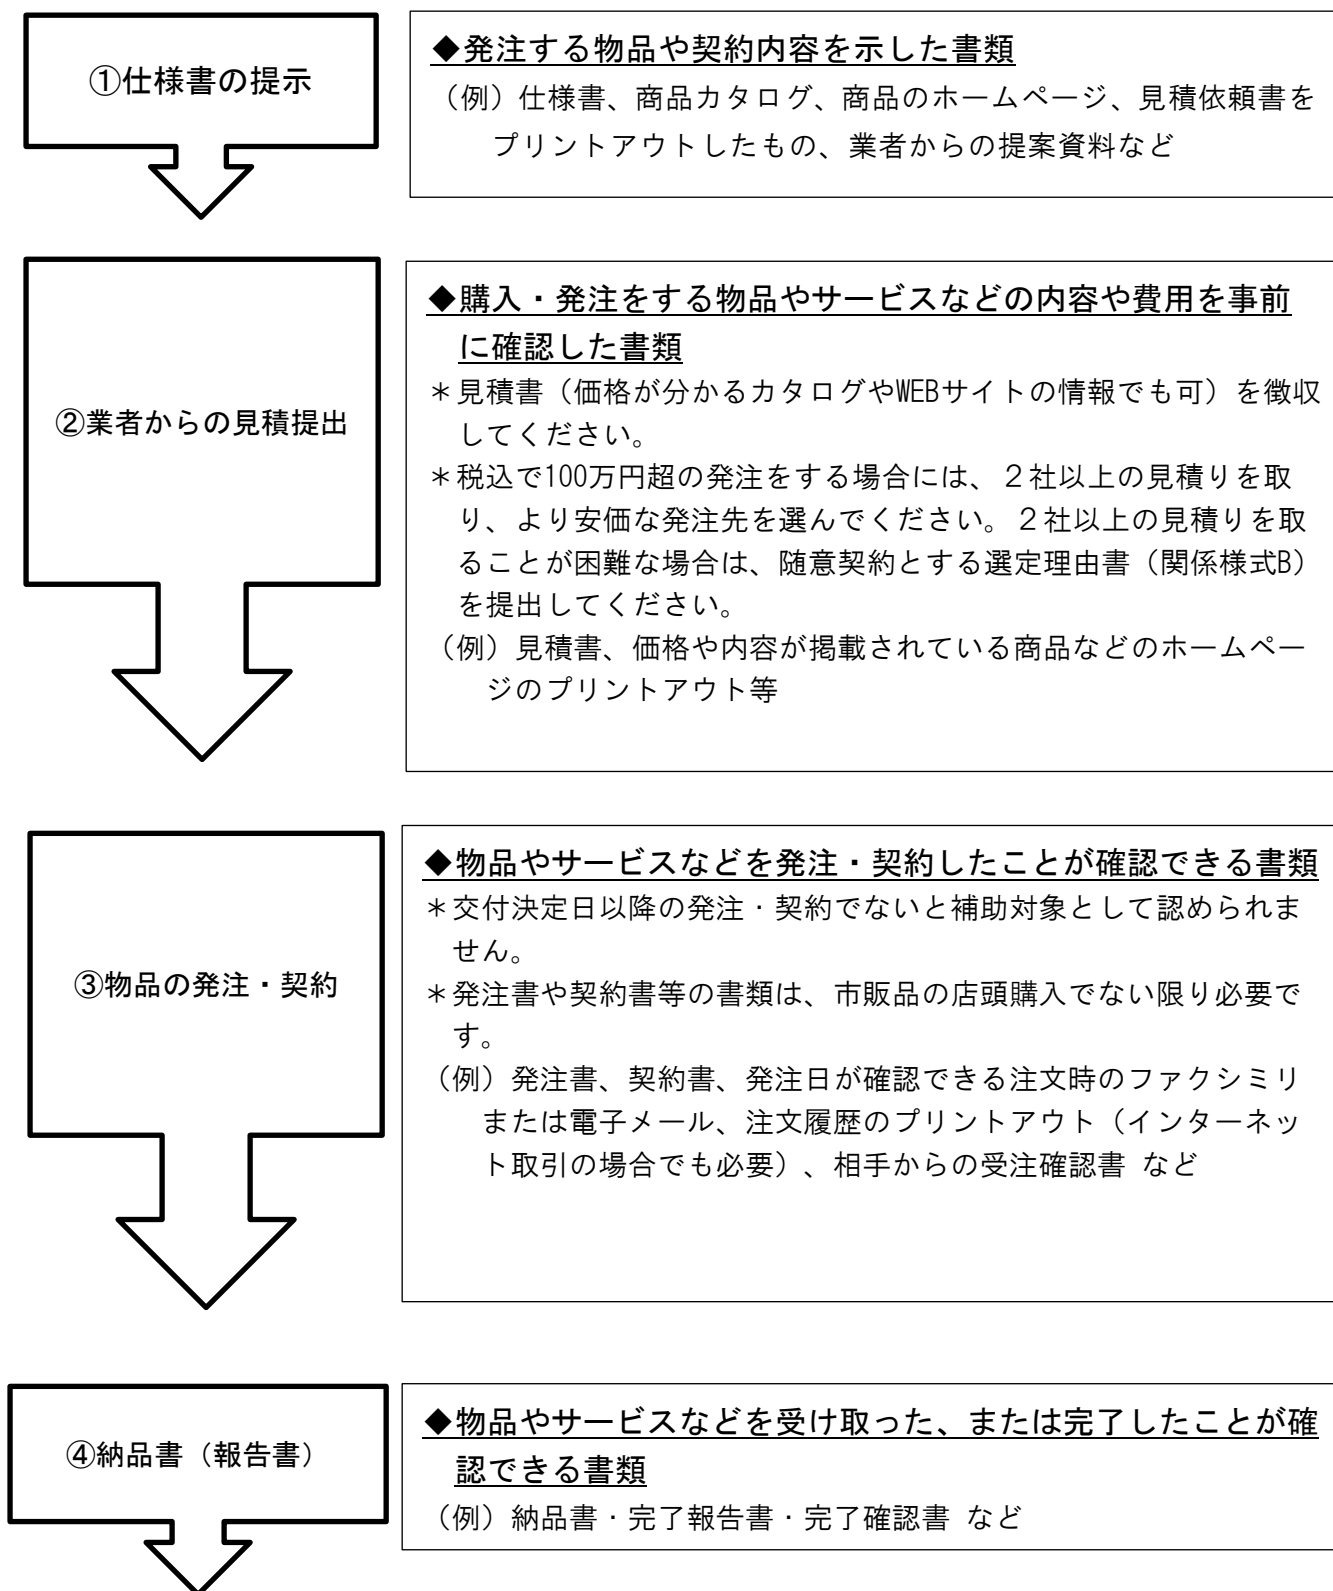 ①仕様書の提示
◆発注する物品や契約内容を示した書類
（例）仕様書、商品カタログ、商品のホームページ、見積依頼書を
プリントアウトしたもの、業者からの提案資料など
②業者からの見積提出
◆購入・発注をする物品やサービスなどの内容や費用を事前
に確認した書類
＊見積書（価格が分かるカタログやWEBサイトの情報でも可）を徴収
してください。
＊税込で100万円超の発注をする場合には、２社以上の見積りを取
り、より安価な発注先を選んでください。２社以上の見積りを取
ることが困難な場合は、随意契約とする選定理由書（関係様式B）
を提出してください。
（例）見積書、価格や内容が掲載されている商品などのホームペー
ジのプリントアウト等
③物品の発注・契約
◆物品やサービスなどを発注・契約したことが確認できる書類
＊交付決定日以降の発注・契約でないと補助対象として認められま
せん。
＊発注書や契約書等の書類は、市販品の店頭購入でない限り必要で
す。
（例）発注書、契約書、発注日が確認できる注文時のファクシミリ
または電子メール、注文履歴のプリントアウト（インターネッ
ト取引の場合でも必要）、相手からの受注確認書 など
④納品書（報告書）
◆物品やサービスなどを受け取った、または完了したことが確
認できる書類
（例）納品書・完了報告書・完了確認書 など